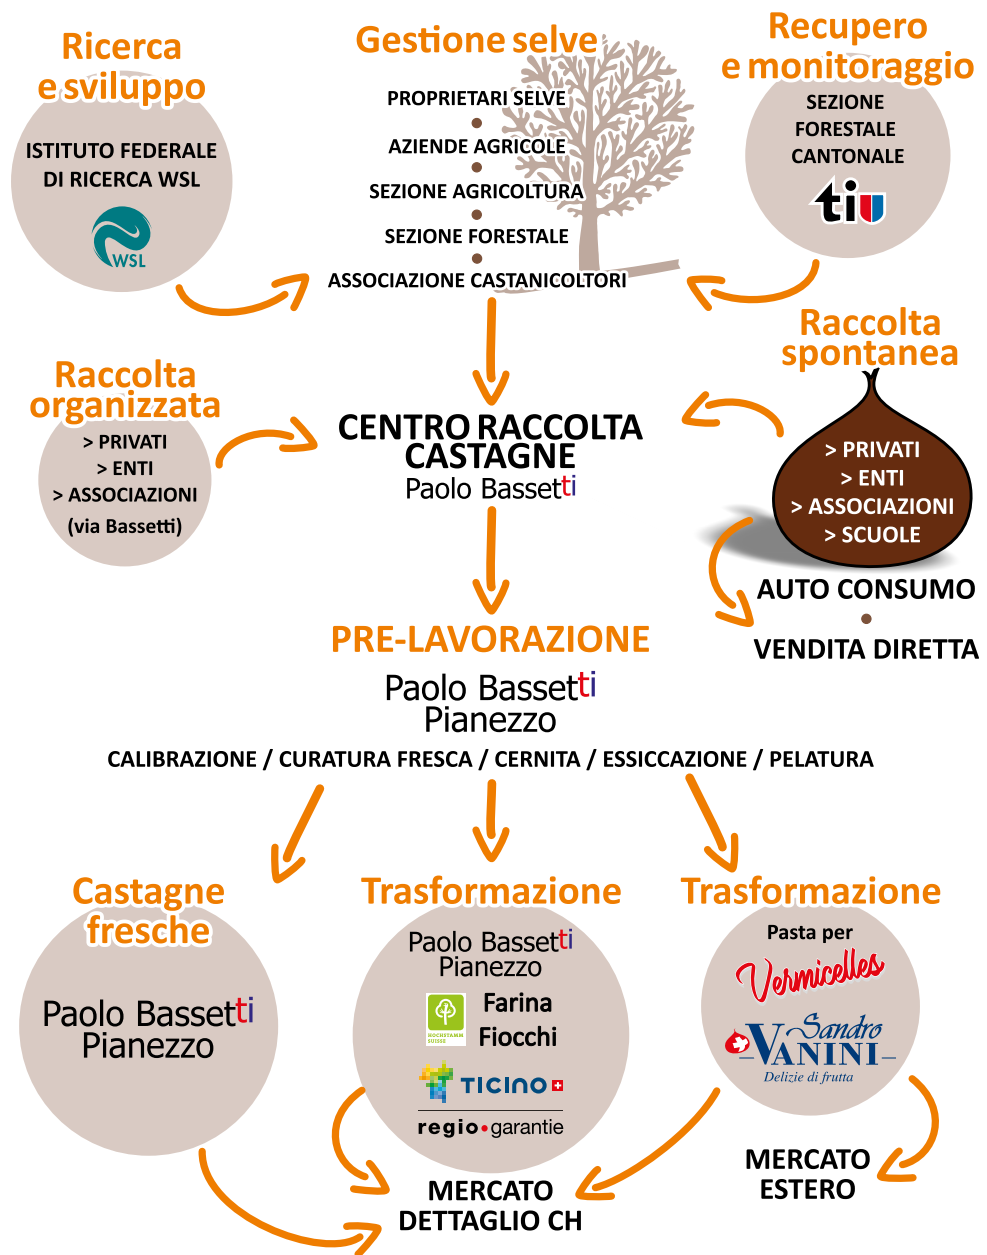 Ricerca
e sviluppo
ISTITUTO FEDERALE
DI RICERCA WSL
WSL
Gestione selve
PROPRIETARI SELVE
AZIENDE AGRICOLE
SEZIONE AGRICOLTURA
SEZIONE FORESTALE
ASSOCIAZIONE CASTANICOLTORI
Recupero
e monitoraggio
SEZIONE
FORESTALE
CANTONALE
ti
Raccolta
organizzata
> PRIVATI
> ENTI
> ASSOCIAZIONI
(via Bassetti)
CENTRO RACCOLTA
CASTAGNE
Paolo Bassetti
Raccolta
spontanea
> PRIVATI
> ENTI
> ASSOCIAZIONI
> SCUOLE
AUTO CONSUMO
VENDITA DIRETTA
PRE-LAVORAZIONE
Paolo Bassetti
Pianezzo
CALIBRAZIONE / CURATURA FRESCA / CERNITA / ESSICCAZIONE / PELATURA
Castagne
fresche
Paolo Bassetti
Pianezzo
Trasformazione
Paolo Bassetti
Pianezzo
HOCHSTAMM
SUISSE
Farina
Fiocchi
TICINO
regio.garantie
Trasformazione
Pasta per
Vermicelles
Sandro
VANINI
Delizie di frutta
MERCATO
DETTAGLIO CH
MERCATO
ESTERO